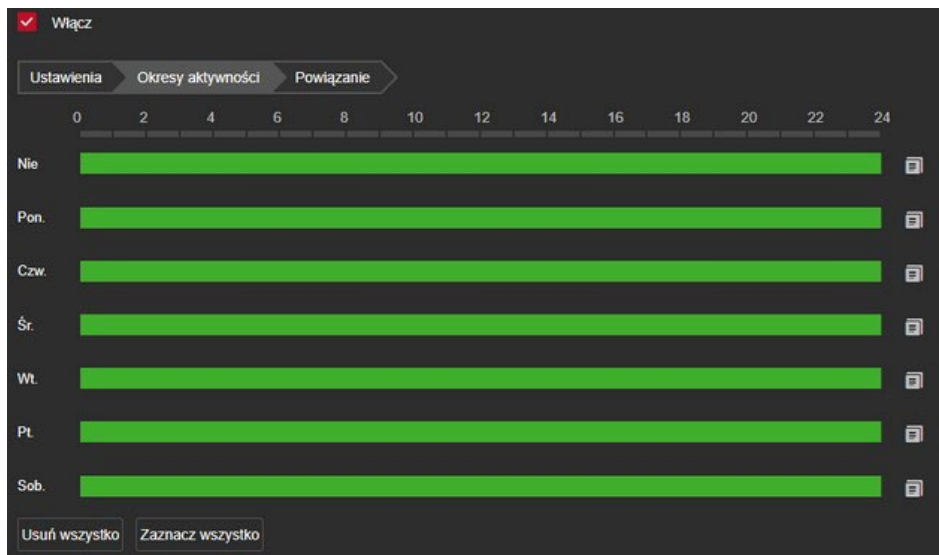 Włącz
Ustawienia Okresy aktywności Powiązanie
0 2 4 6 8 10 12 14 16 18 20 22 24
Nie
Pon.
Czw.
Śr.
Wt.
Pt.
Sob.
Usuń wszystko Zaznacz wszystko